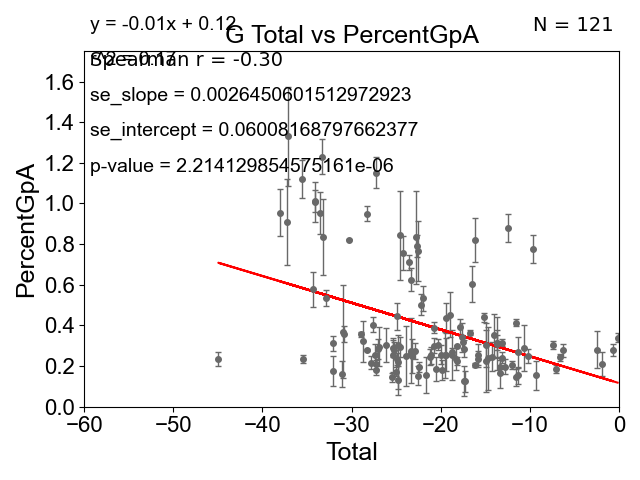 y = -0.01x + 0.12
N = 121
G Total vs PercentGpA
Spearman r = -0.30
se_slope = 0.0026450601512972923
se_intercept = 0.06008168797662377
p-value = 2.214129854575161e-06
PercentGpA
1.6
1.4
1.2
1.0
0.8
0.6
0.4
0.2
0.0
−60
−50
−40
−30
−20
−10
0
Total